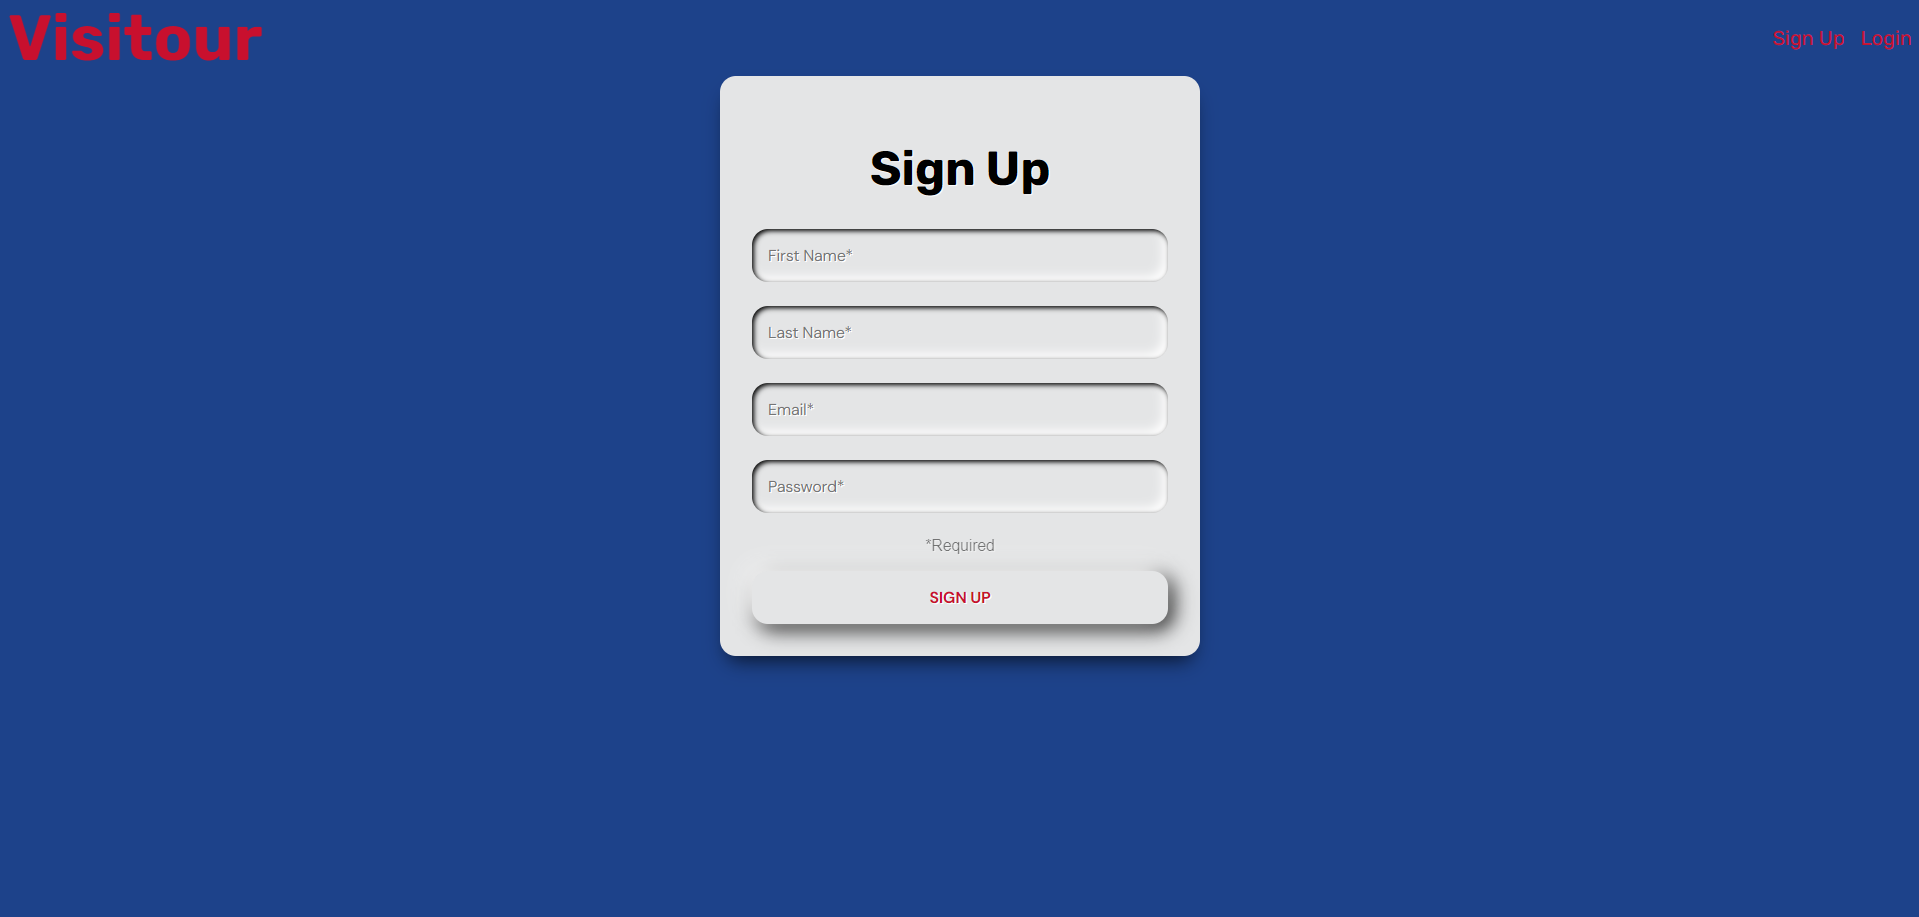 Visitour
Sign Up Login
Sign Up
First Name*
Last Name*
Email*
Password*
*Required
SIGN UP